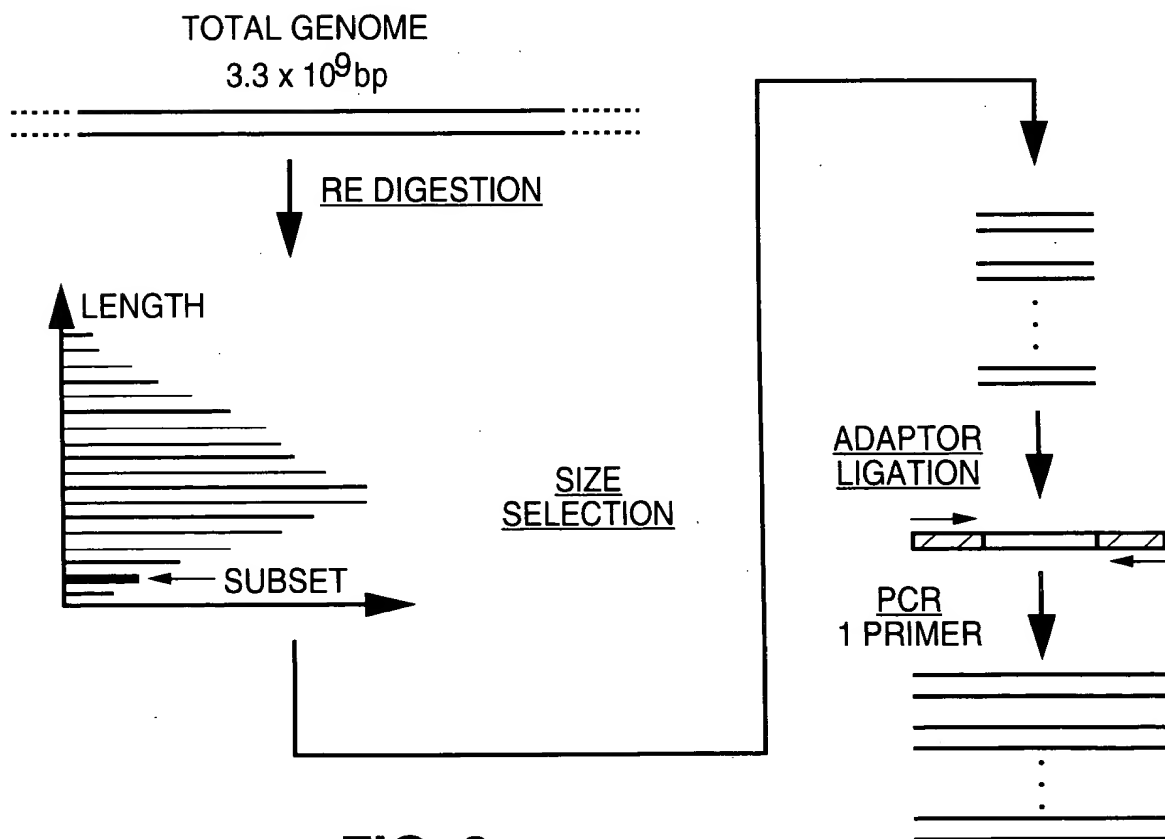 TOTAL GENOME
3.3 x 10⁹bp
RE DIGESTION
LENGTH
SUBSET
SIZE
SELECTION
ADAPTOR
LIGATION
PCR
1 PRIMER